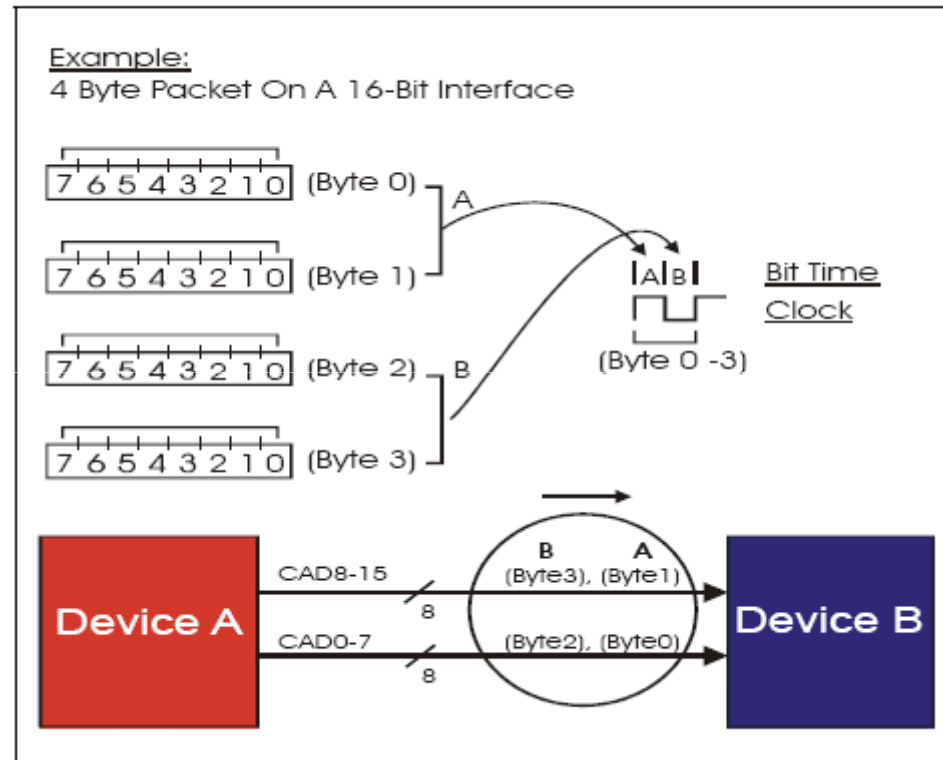 Example:
4 Byte Packet On A 16-Bit Interface
7 6 5 4 3 2 1 0 (Byte 0)
A
7 6 5 4 3 2 1 0 (Byte 1)
A B
Bit Time
Clock
(Byte 0 -3)
7 6 5 4 3 2 1 0 (Byte 2)
B
7 6 5 4 3 2 1 0 (Byte 3)
Device A
CAD8-15
8
B A
(Byte3), (Byte1)
CAD0-7
8
(Byte2), (Byte0)
Device B